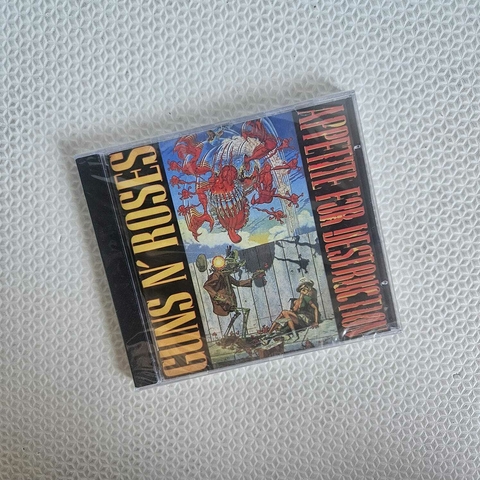 GUNS N' ROSES
APPETITE FOR DESTRUCTION